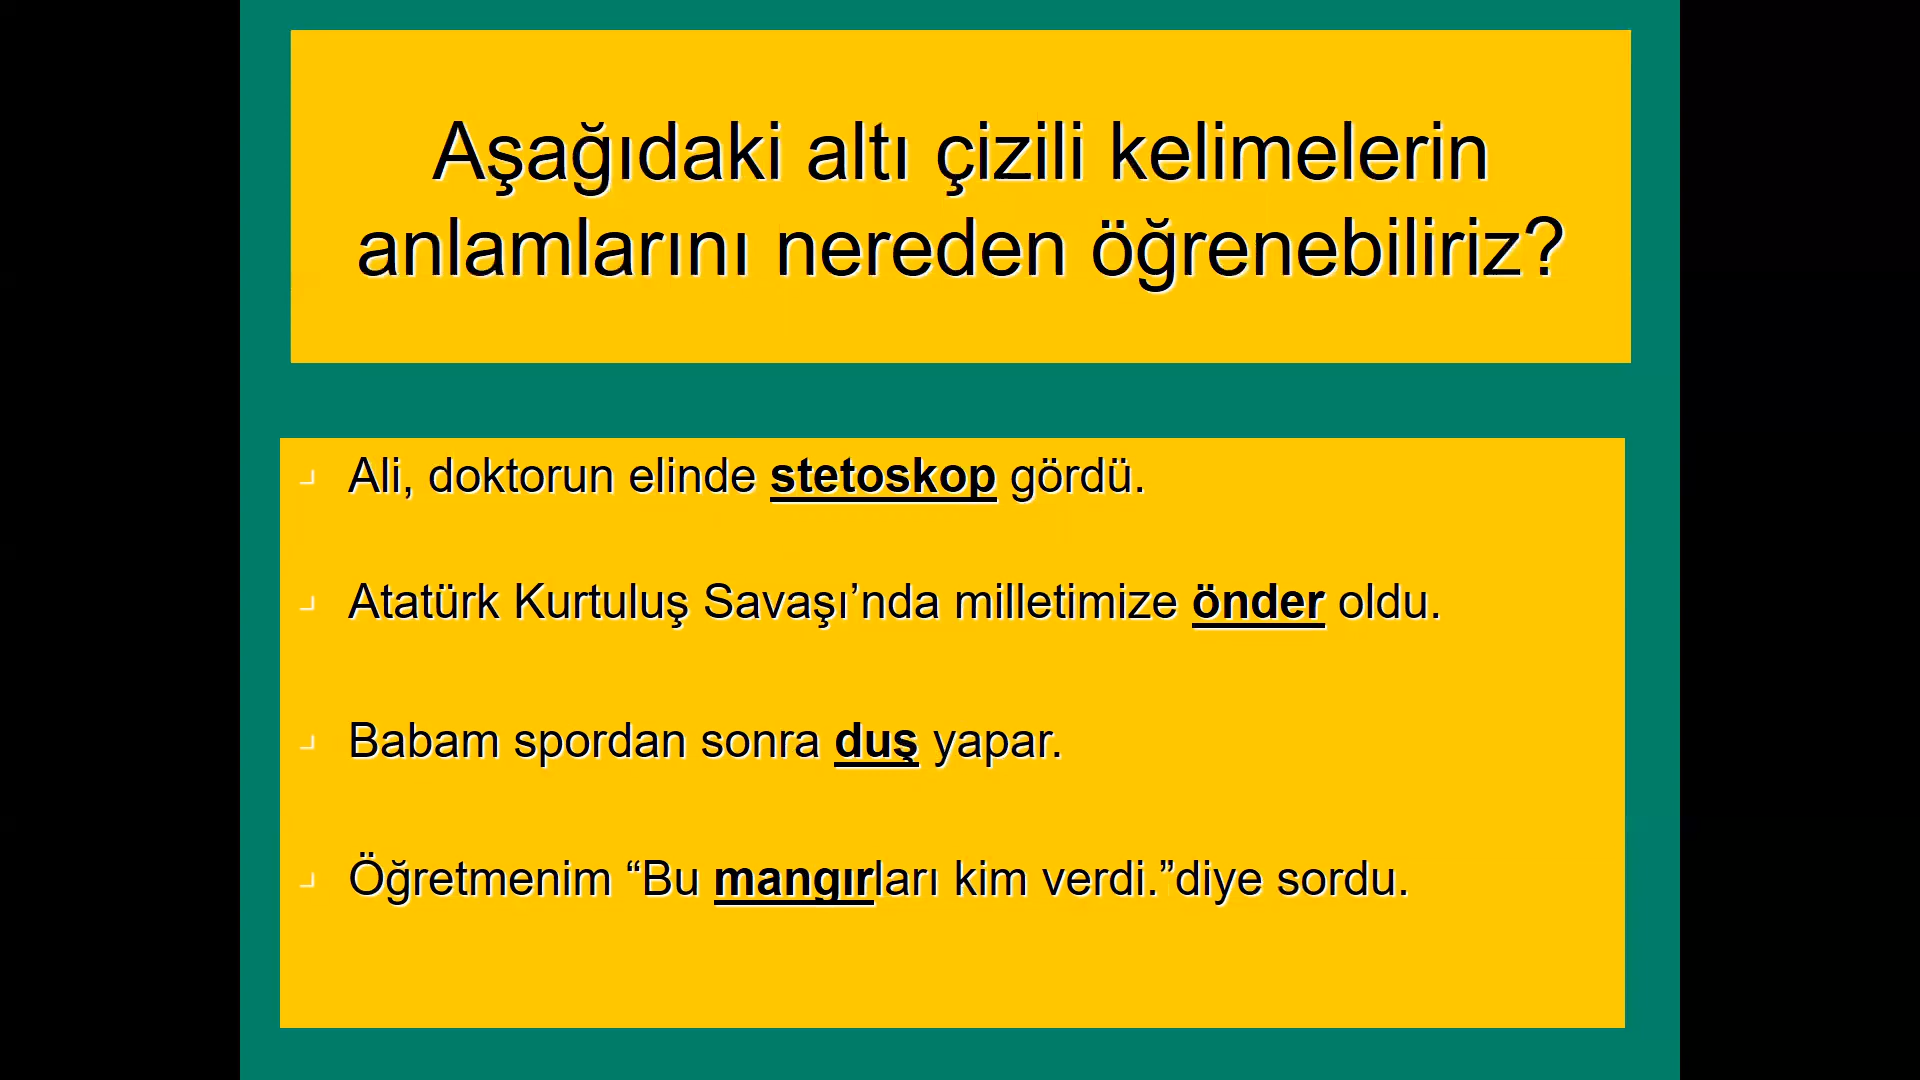 Aşağıdaki altı çizili kelimelerin
anlamlarını nereden öğrenebiliriz?
Ali, doktorun elinde stetoskop gördü.
Atatürk Kurtuluş Savaşı’nda milletimize önder oldu.
Babam spordan sonra duş yapar.
Öğretmenim “Bu mangırları kim verdi.”diye sordu.